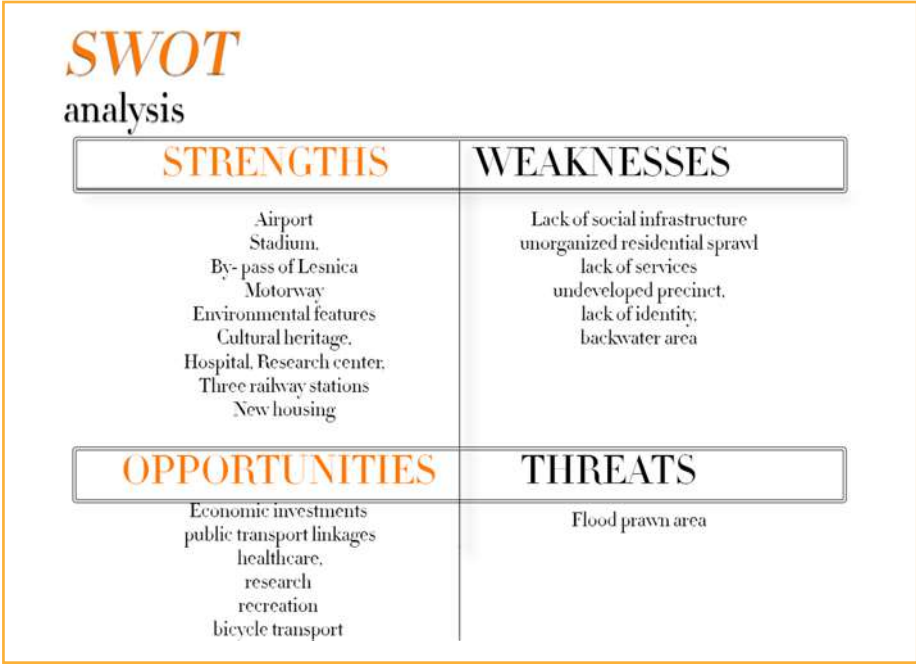 SWOT
analysis
STRENGTHS
Airport
Stadium,
By- pass of Lesnica
Motorway
Environmental features
Cultural heritage,
Hospital, Research center,
Three railway stations
New housing
WEAKNESSES
Lack of social infrastructure
unorganized residential sprawl
lack of services
undeveloped precinct,
lack of identity,
backwater area
OPPORTUNITIES
Economic investments
public transport linkages
healthcare,
research
recreation
bicycle transport
THREATS
Flood prawn area